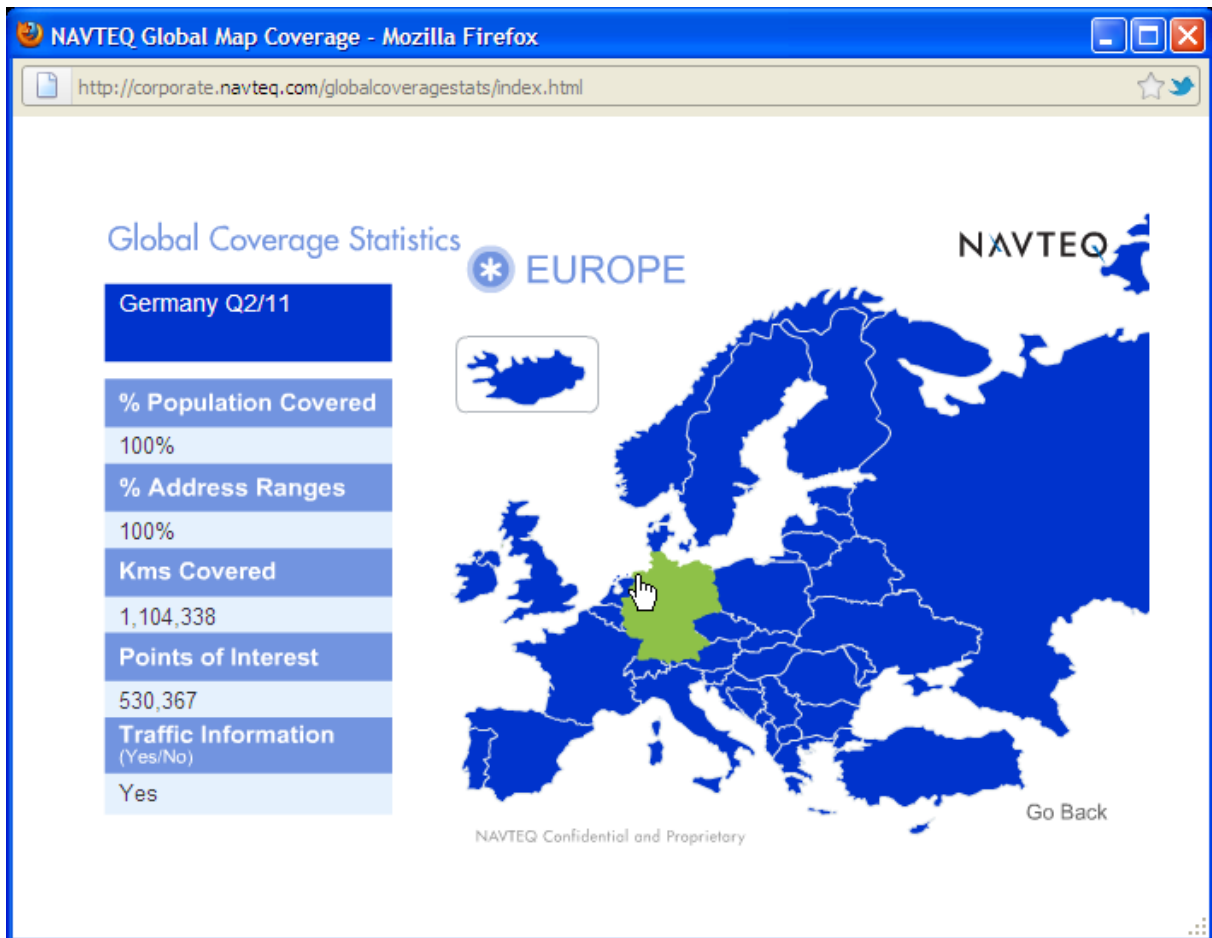 NAVTEQ Global Map Coverage - Mozilla Firefox
http://corporate.navteq.com/globalcoveragestats/index.html
Global Coverage Statistics
EUROPE
NAVTEQ
Germany Q2/11
% Population Covered
100%
% Address Ranges
100%
Kms Covered
1,104,338
Points of Interest
530,367
Traffic Information
(Yes/No)
Yes
Go Back
NAVTEQ Confidential and Proprietary